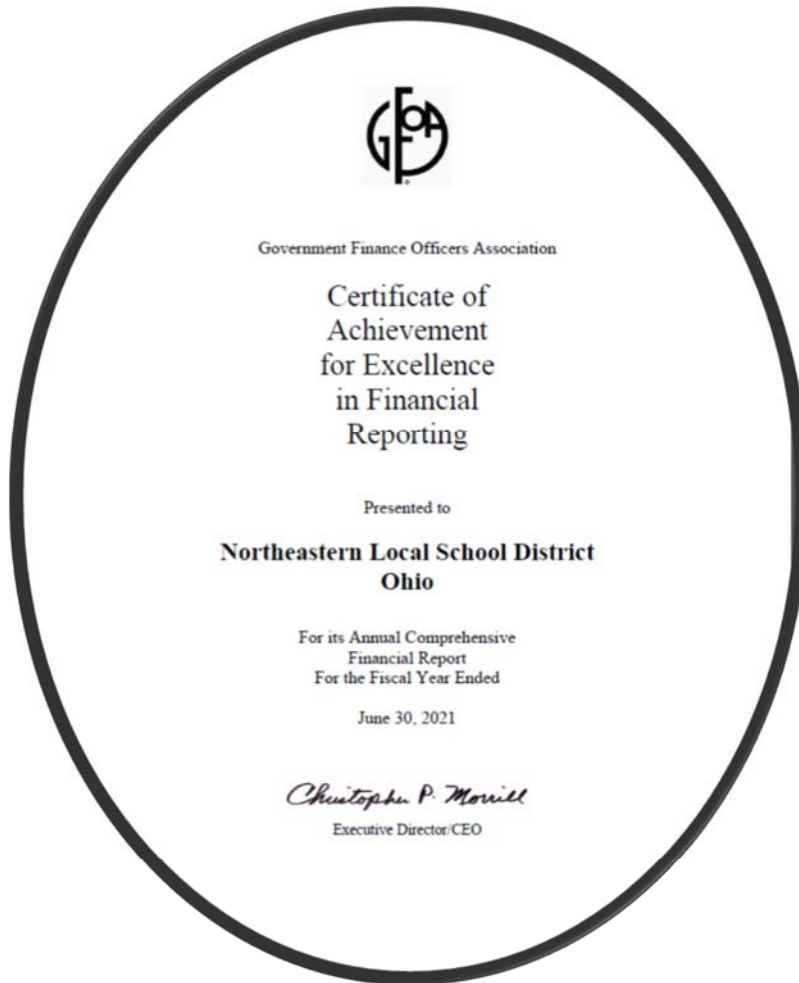 GFOA
Government Finance Officers Association
Certificate of
Achievement
for Excellence
in Financial
Reporting
Presented to
Northeastern Local School District
Ohio
For its Annual Comprehensive
Financial Report
For the Fiscal Year Ended
June 30, 2021
Christopher P. Morrill
Executive Director/CEO